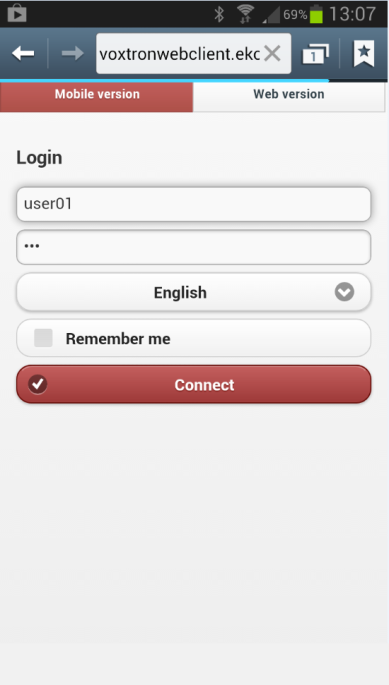 69% 13:07
voxtronwebclient.ekc
1
Mobile version Web version
Login
user01
•••
English
Remember me
Connect